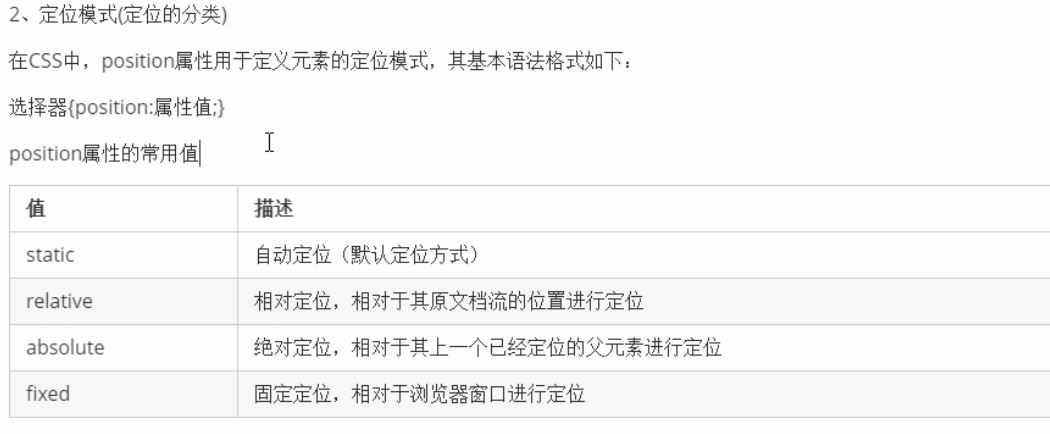 2、定位模式(定位的分类)
在CSS中，position属性用于定义元素的定位模式，其基本语法格式如下：
选择器{position:属性值;}
position属性的常用值
值 描述
static 自动定位（默认定位方式）
relative 相对定位，相对于其原文档流的位置进行定位
absolute 绝对定位，相对于其上一个已经定位的父元素进行定位
fixed 固定定位，相对于浏览器窗口进行定位